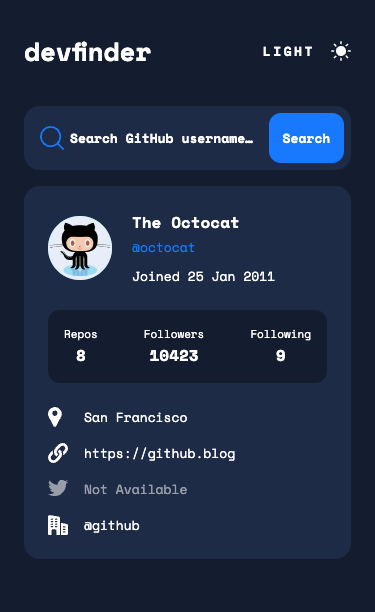 devfinder
LIGHT
Search GitHub username… Search
The Octocat
@octocat
Joined 25 Jan 2011
Repos Followers Following
8 10423 9
San Francisco
https://github.blog
Not Available
@github